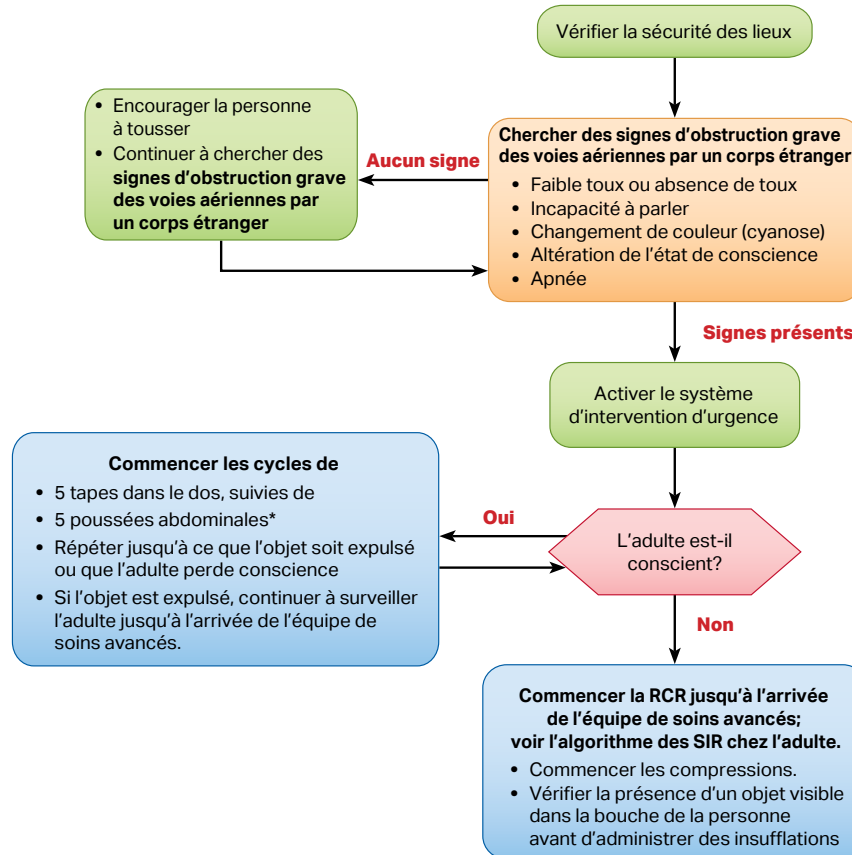 Vérifier la sécurité des lieux
• Encourager la personne
à tousser
• Continuer à chercher des
signes d'obstruction grave
des voies aériennes par
un corps étranger
Aucun signe
Chercher des signes d'obstruction grave
des voies aériennes par un corps étranger
• Faible toux ou absence de toux
• Incapacité à parler
• Changement de couleur (cyanose)
• Altération de l'état de conscience
• Apnée
Signes présents
Activer le système
d'intervention d'urgence
Commencer les cycles de
• 5 tapes dans le dos, suivies de
• 5 poussées abdominales*
• Répéter jusqu'à ce que l'objet soit expulsé
ou que l'adulte perde conscience
• Si l'objet est expulsé, continuer à surveiller
l'adulte jusqu'à l'arrivée de l'équipe de
soins avancés.
Oui
L'adulte est-il
conscient?
Non
Commencer la RCR jusqu'à l'arrivée
de l'équipe de soins avancés;
voir l'algorithme des SIR chez l'adulte.
• Commencer les compressions.
• Vérifier la présence d'un objet visible
dans la bouche de la personne
avant d'administrer des insufflations